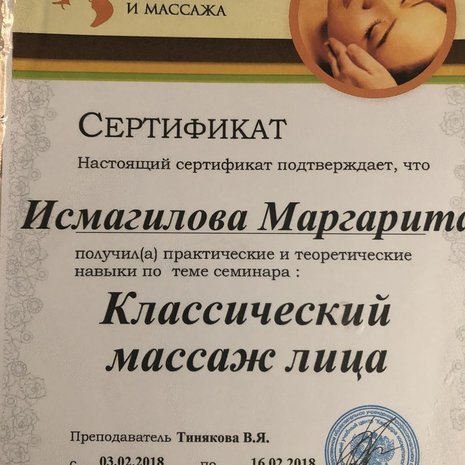 И МАССАЖА
СЕРТИФИКАТ
Настоящий сертификат подтверждает, что
Исмагилова Маргарита
получил(а) практические и теоретические
навыки по теме семинара :
Классический
массаж лица
Преподаватель Тинякова В.Я.
с 03.02.2018 по 16.02.2018